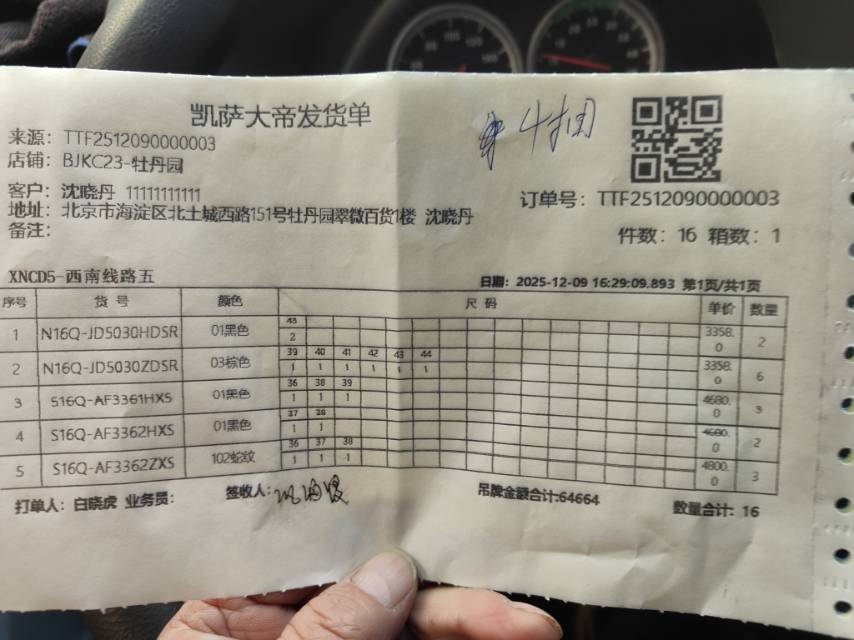 凯萨大帝发货单
来源： TTF2512090000003
店铺： BJKC23-牡丹园
客户： 沈晓丹 11111111111
地址： 北京市海淀区北土城西路151号牡丹园翠微百货1楼 沈晓丹
备注：
订单号： TTF2512090000003
件数： 16 箱数： 1
XNCD5-西南线路五
日期： 2025-12-09 16:29:09.893 第1页/共1页
序号 货 号 颜色 尺 码 单价 数量
43
1 N16Q-JD5030HDSR 01黑色 2 3358.0 2
39 40 41 42 43 44
2 N16Q-JD5030ZDSR 03棕色 1 1 1 1 1 1 3358.0 6
36 38 39
3 S16Q-AF3361HXS 01黑色 1 1 1 4680.0 3
37 38
4 S16Q-AF3362HXS 01黑色 1 1 4680.0 2
36 37 38
5 S16Q-AF3362ZXS 102蛇纹 1 1 1 4800.0 3
打单人： 白晓虎 业务员： 签收人： 吊牌金额合计:64664 数量合计： 16